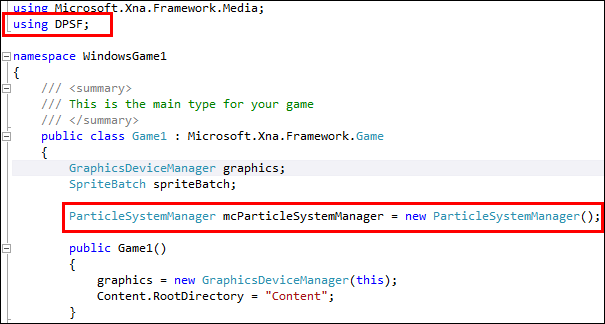 using Microsoft.Xna.Framework.Media;
using DPSF;
namespace WindowsGame1
{
/// <summary>
/// This is the main type for your game
/// </summary>
public class Game1 : Microsoft.Xna.Framework.Game
{
GraphicsDeviceManager graphics;
SpriteBatch spriteBatch;
ParticleSystemManager mcParticleSystemManager = new ParticleSystemManager();
public Game1()
{
graphics = new GraphicsDeviceManager(this);
Content.RootDirectory = "Content";
}